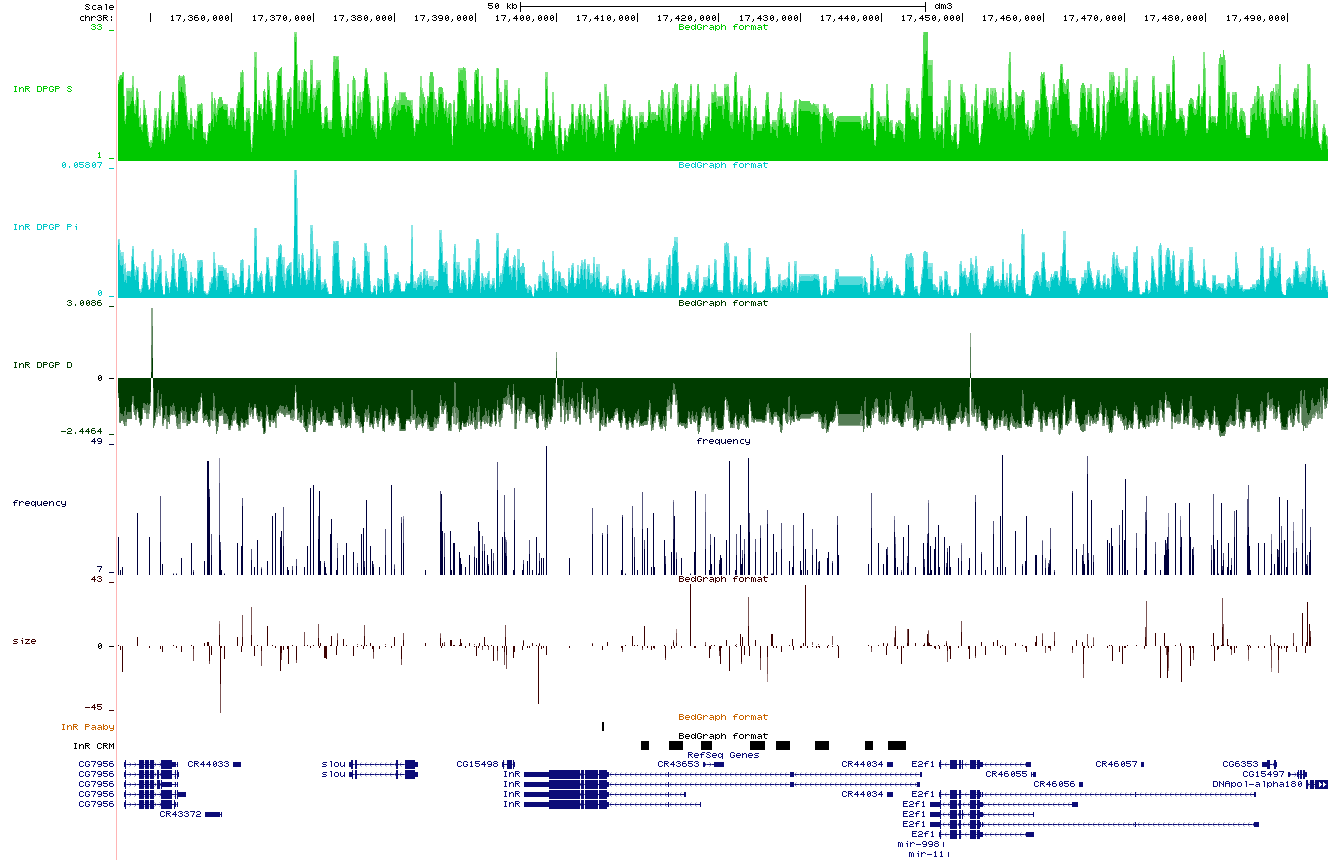 Scale 50 kb dm3
chr3R: 17,360,000 17,370,000 17,380,000 17,390,000 17,400,000 17,410,000 17,420,000 17,430,000 17,440,000 17,450,000 17,460,000 17,470,000 17,480,000 17,490,000
33 BedGraph format
InR DPGP S
1
0.05807 BedGraph format
InR DPGP Pi
0
3.0086 BedGraph format
InR DPGP D
0
-2.4464
49 frequency
frequency
7
43 BedGraph format
size
0
-45
BedGraph format
InR Paaby
BedGraph format
InR CRM
RefSeq Genes
CG7956 CR44033 slou CG15498 CR43653 CR44034 E2f1 CR46057 CG6353
CG7956 slou InR CR46055 CG15497
CG7956 InR CR46056 DNApol-alpha180
CG7956 InR CR44034 E2f1
CG7956 InR E2f1
CR43372 E2f1
E2f1
E2f1
mir-998
mir-11